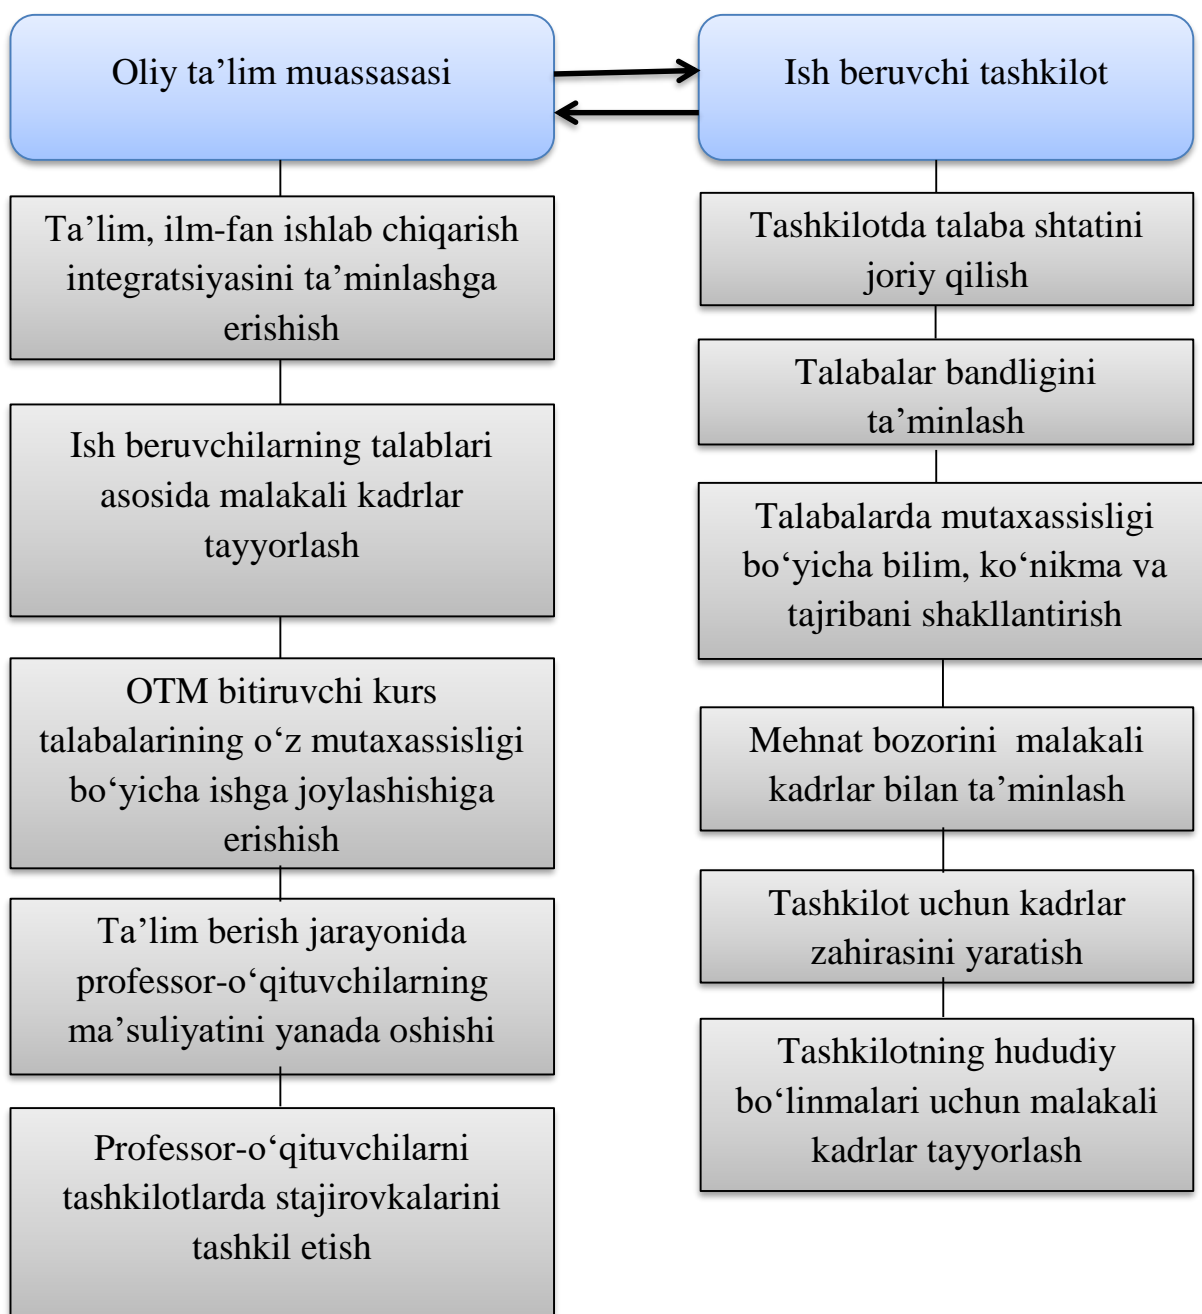 Oliy ta’lim muassasasi
Ish beruvchi tashkilot
Ta’lim, ilm-fan ishlab chiqarish
integratsiyasini ta’minlashga
erishish
Ish beruvchilarning talablari
asosida malakali kadrlar
tayyorlash
OTM bitiruvchi kurs
talabalarining o‘z mutaxassisligi
bo‘yicha ishga joylashishiga
erishish
Ta’lim berish jarayonida
professor-o‘qituvchilarning
ma’suliyatini yanada oshishi
Professor-o‘qituvchilarni
tashkilotlarda stajirovkalarini
tashkil etish
Tashkilotda talaba shtatini
joriy qilish
Talabalar bandligini
ta’minlash
Talabalarda mutaxassisligi
bo‘yicha bilim, ko‘nikma va
tajribani shakllantirish
Mehnat bozorini  malakali
kadrlar bilan ta’minlash
Tashkilot uchun kadrlar
zahirasini yaratish
Tashkilotning hududiy
bo‘linmalari uchun malakali
kadrlar tayyorlash